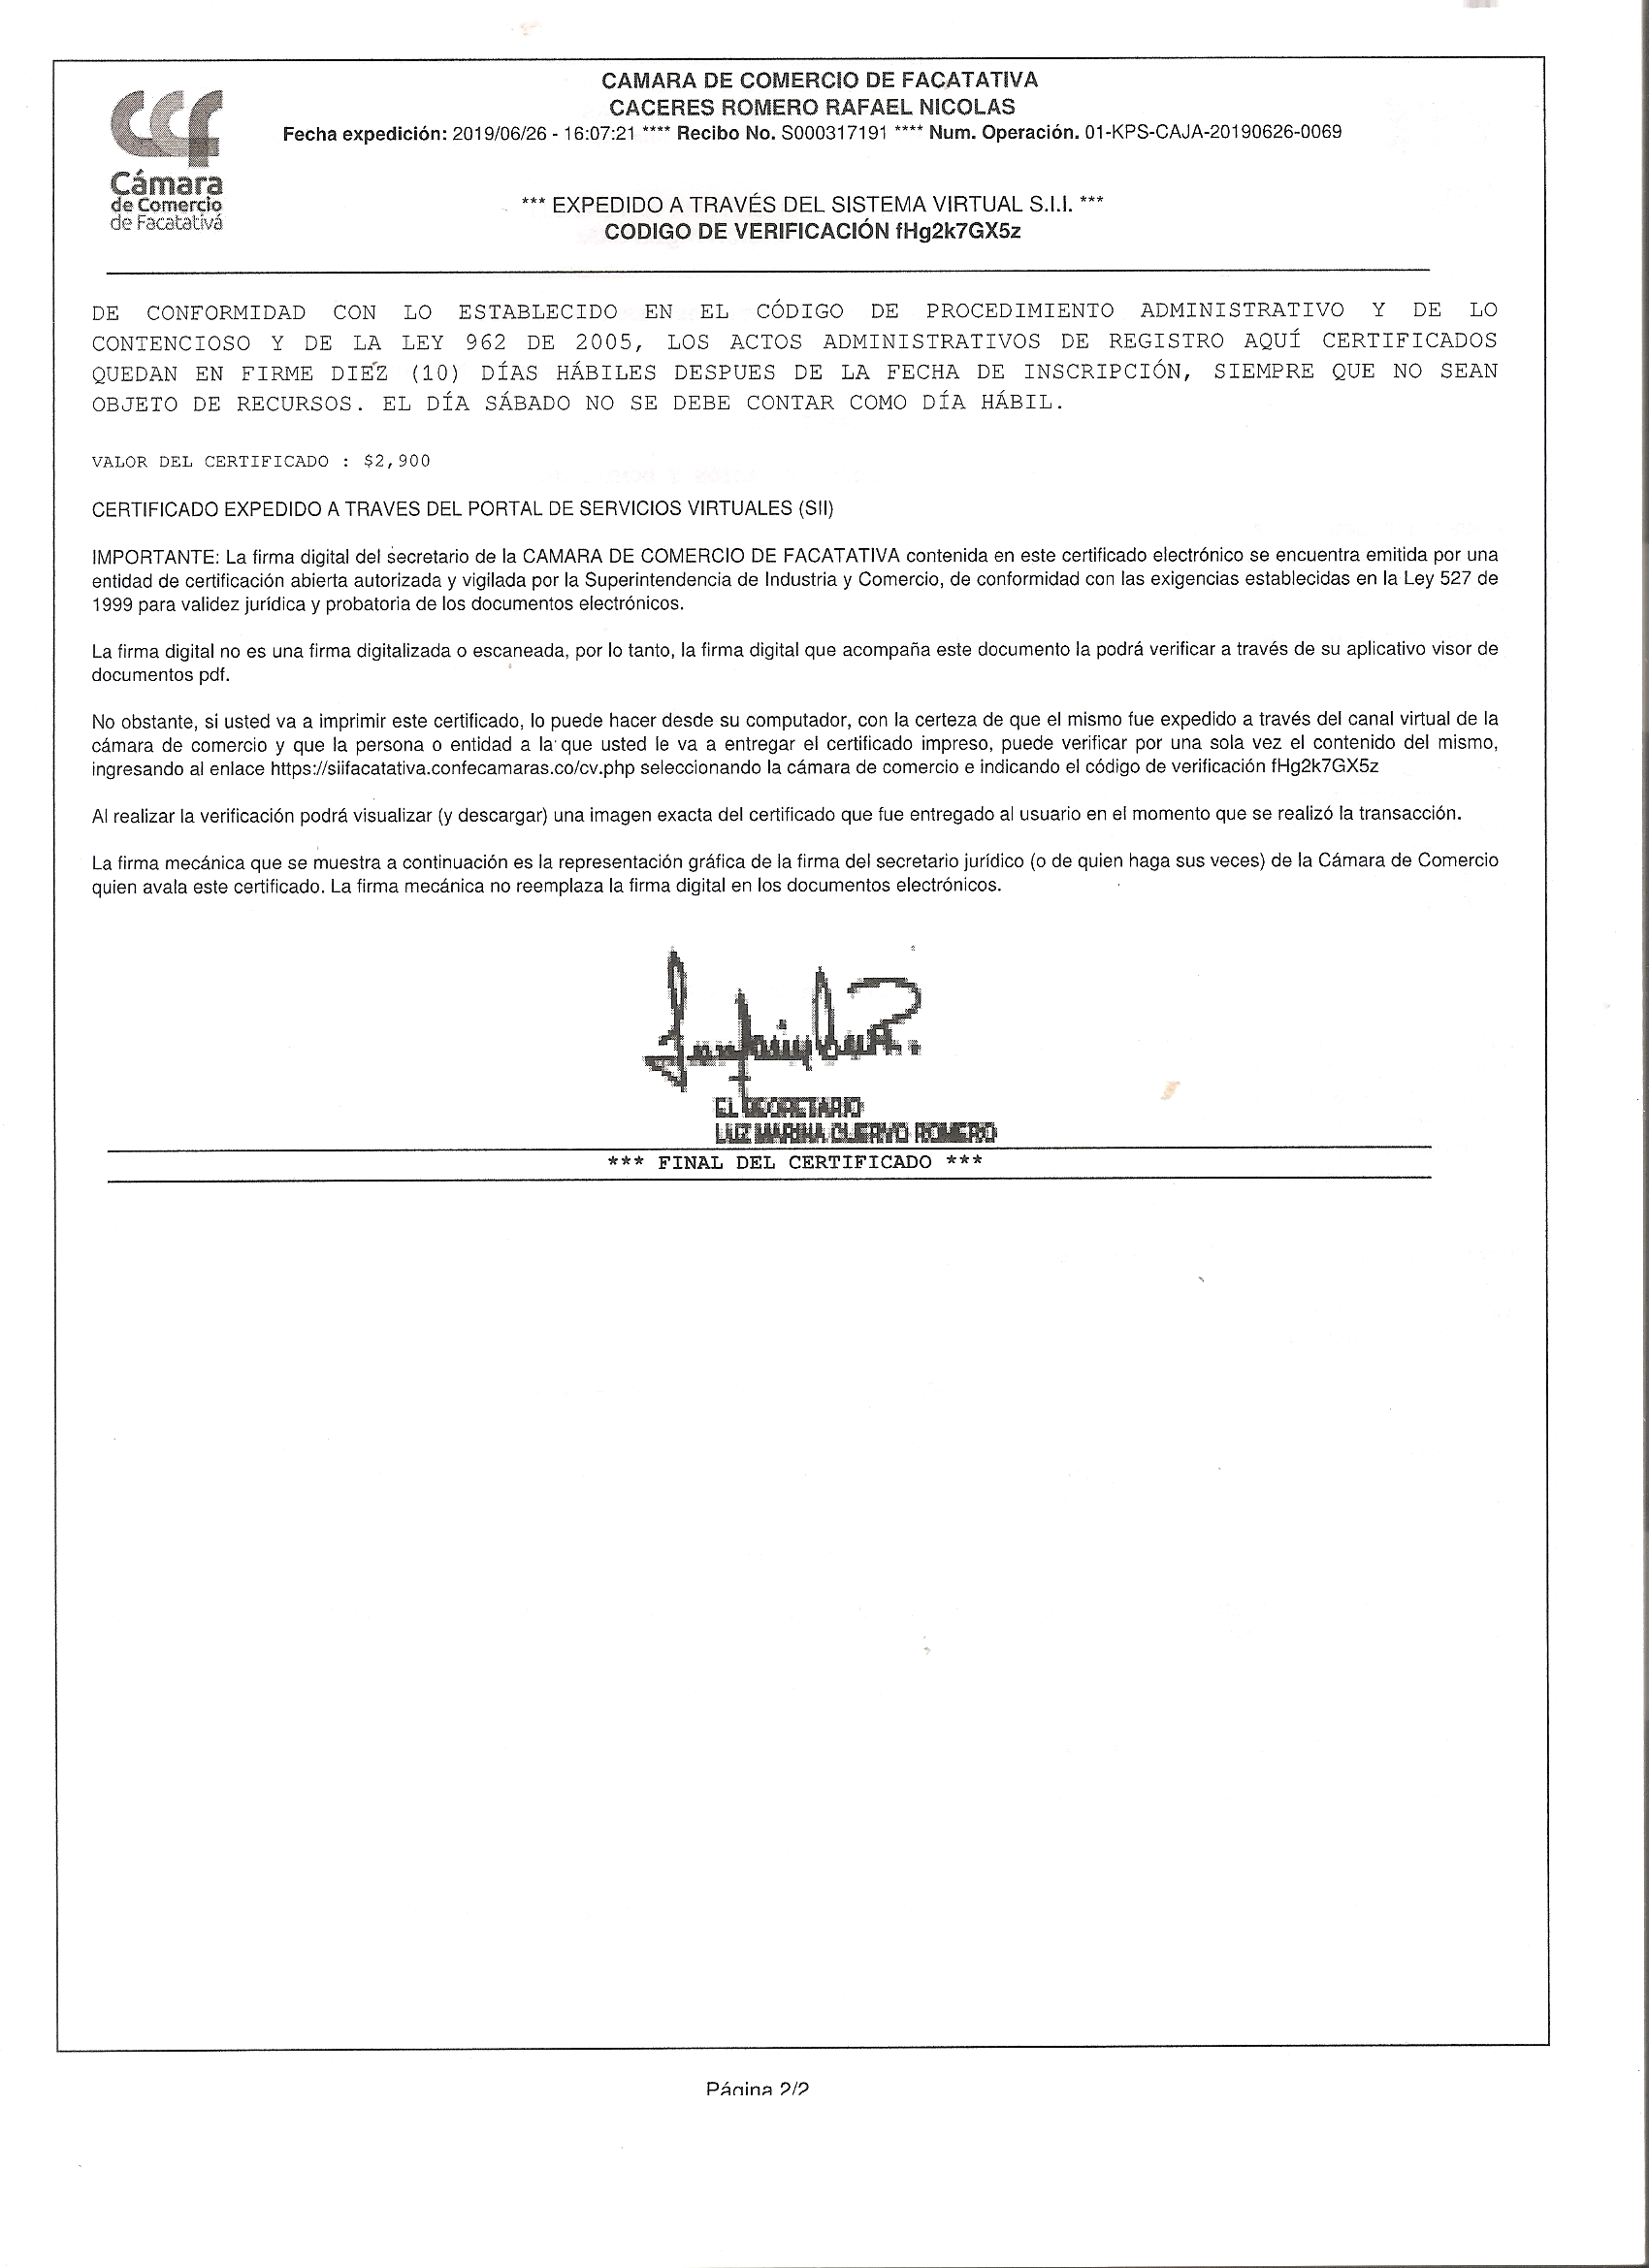 CAMARA DE COMERCIO DE FACATATIVA
CACERES ROMERO RAFAEL NICOLAS
Fecha expedición: 2019/06/26 - 16:07:21 **** Recibo No. S000317191 **** Num. Operación. 01-KPS-CAJA-20190626-0069
ccf
Cámara
de Comercio
de Facatativá
*** EXPEDIDO A TRAVÉS DEL SISTEMA VIRTUAL S.I.I. ***
CODIGO DE VERIFICACIÓN fHg2k7GX5z
DE CONFORMIDAD CON LO ESTABLECIDO EN EL CÓDIGO DE PROCEDIMIENTO ADMINISTRATIVO Y DE LO
CONTENCIOSO Y DE LA LEY 962 DE 2005, LOS ACTOS ADMINISTRATIVOS DE REGISTRO AQUÍ CERTIFICADOS
QUEDAN EN FIRME DIEZ (10) DÍAS HÁBILES DESPUES DE LA FECHA DE INSCRIPCIÓN, SIEMPRE QUE NO SEAN
OBJETO DE RECURSOS. EL DÍA SÁBADO NO SE DEBE CONTAR COMO DÍA HÁBIL.
VALOR DEL CERTIFICADO : $2,900
CERTIFICADO EXPEDIDO A TRAVES DEL PORTAL DE SERVICIOS VIRTUALES (SII)
IMPORTANTE: La firma digital del secretario de la CAMARA DE COMERCIO DE FACATATIVA contenida en este certificado electrónico se encuentra emitida por una
entidad de certificación abierta autorizada y vigilada por la Superintendencia de Industria y Comercio, de conformidad con las exigencias establecidas en la Ley 527 de
1999 para validez jurídica y probatoria de los documentos electrónicos.
La firma digital no es una firma digitalizada o escaneada, por lo tanto, la firma digital que acompaña este documento la podrá verificar a través de su aplicativo visor de
documentos pdf.
No obstante, si usted va a imprimir este certificado, lo puede hacer desde su computador, con la certeza de que el mismo fue expedido a través del canal virtual de la
cámara de comercio y que la persona o entidad a la que usted le va a entregar el certificado impreso, puede verificar por una sola vez el contenido del mismo,
ingresando al enlace https://siifacatativa.confecamaras.co/cv.php seleccionando la cámara de comercio e indicando el código de verificación fHg2k7GX5z
Al realizar la verificación podrá visualizar (y descargar) una imagen exacta del certificado que fue entregado al usuario en el momento que se realizó la transacción.
La firma mecánica que se muestra a continuación es la representación gráfica de la firma del secretario jurídico (o de quien haga sus veces) de la Cámara de Comercio
quien avala este certificado. La firma mecánica no reemplaza la firma digital en los documentos electrónicos.
EL SECRETARIO
LUZ MARINA CUERVO ROMERO
*** FINAL DEL CERTIFICADO ***
Página 2/2